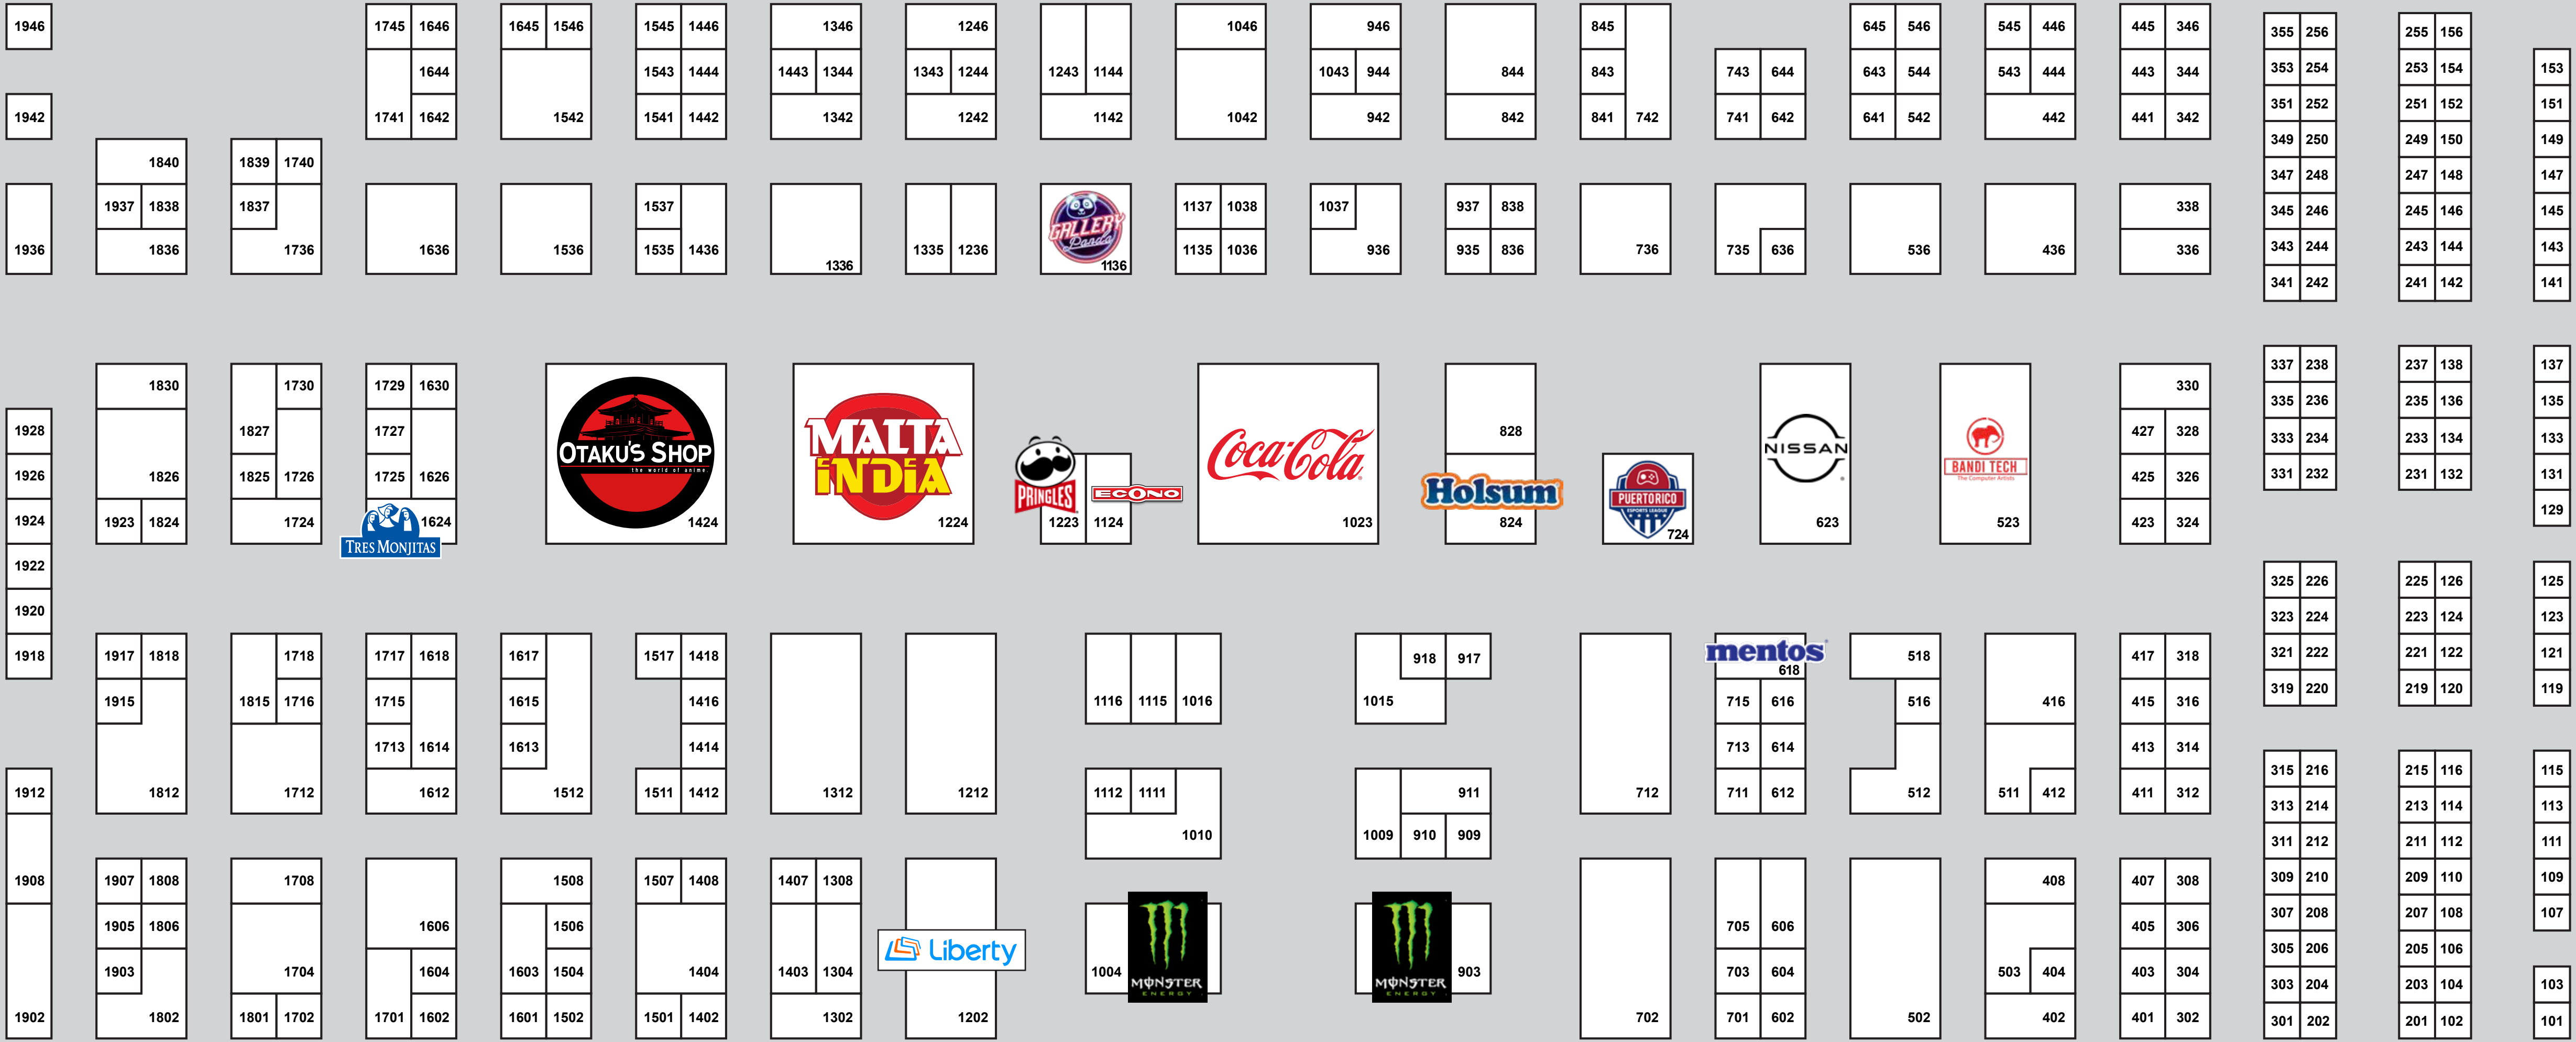 1946
1745 1646 1645 1546 1545 1446 1346 1246 1243 1144 1046 946 844 845 742 645 546 545 446 445 346 355 256 255 156
1644 1543 1444 1443 1344 1343 1244 1043 944 843 743 644 643 544 543 444 443 344 353 254 253 154 153
1942 1741 1642 1542 1541 1442 1342 1242 1142 1042 942 842 841 741 642 641 542 442 441 342 351 252 251 152 151
1840 1839 1740 349 250 249 150 149
347 248 247 148 147
1937 1838 1837 1537 GALLERY 1137 1038 1037 937 838 338 345 246 245 146 145
Panda
1936 1836 1736 1636 1536 1535 1436 1336 1335 1236 1136 1135 1036 936 935 836 736 735 636 536 436 336 343 244 243 144 143
341 242 241 142 141
337 238 237 138 137
1830 1730 1729 1630 330 335 236 235 136 135
1928 1827 1727 828 427 328 333 234 233 134 133
OTAKU'S SHOP
the world of anime.
MALTA
INDIA
Coca-Cola
NISSAN
BANDI TECH
The Computer Artists
1926 1826 1825 1726 1725 1626 425 326 331 232 231 132 131
PRINGLES
ECONO
Holsum
PUERTO RICO
ESPORTS LEAGUE
1924 1923 1824 1724 1624 1424 1224 1223 1124 1023 824 724 623 523 423 324 129
TRES MONJITAS
1922 325 226 225 126 125
1920 323 224 223 124 123
1918 1917 1818 1718 1717 1618 1617 1517 1418 918 917 mentos 518 417 318 321 222 221 122 121
618
319 220 219 120 119
1915 1815 1716 1715 1615 1416 1116 1115 1016 1015 715 616 516 416 415 316
1713 1614 1613 1414 713 614 413 314
315 216 215 116 115
1912 1812 1712 1612 1512 1511 1412 1312 1212 1112 1111 911 712 711 612 512 511 412 411 312 313 214 213 114 113
1010 1009 910 909 311 212 211 112 111
1908 1907 1808 1708 1508 1507 1408 1407 1308 408 407 308 309 210 209 110 109
1905 1806 1606 1506 705 606 405 306 307 208 207 108 107
Liberty
305 206 205 106
1903 1704 1604 1603 1504 1404 1403 1304 1004 903 703 604 503 404 403 304 303 204 203 104 103
MONSTER
ENERGY
MONSTER
ENERGY
1902 1802 1801 1702 1701 1602 1601 1502 1501 1402 1302 1202 702 701 602 502 402 401 302 301 202 201 102 101